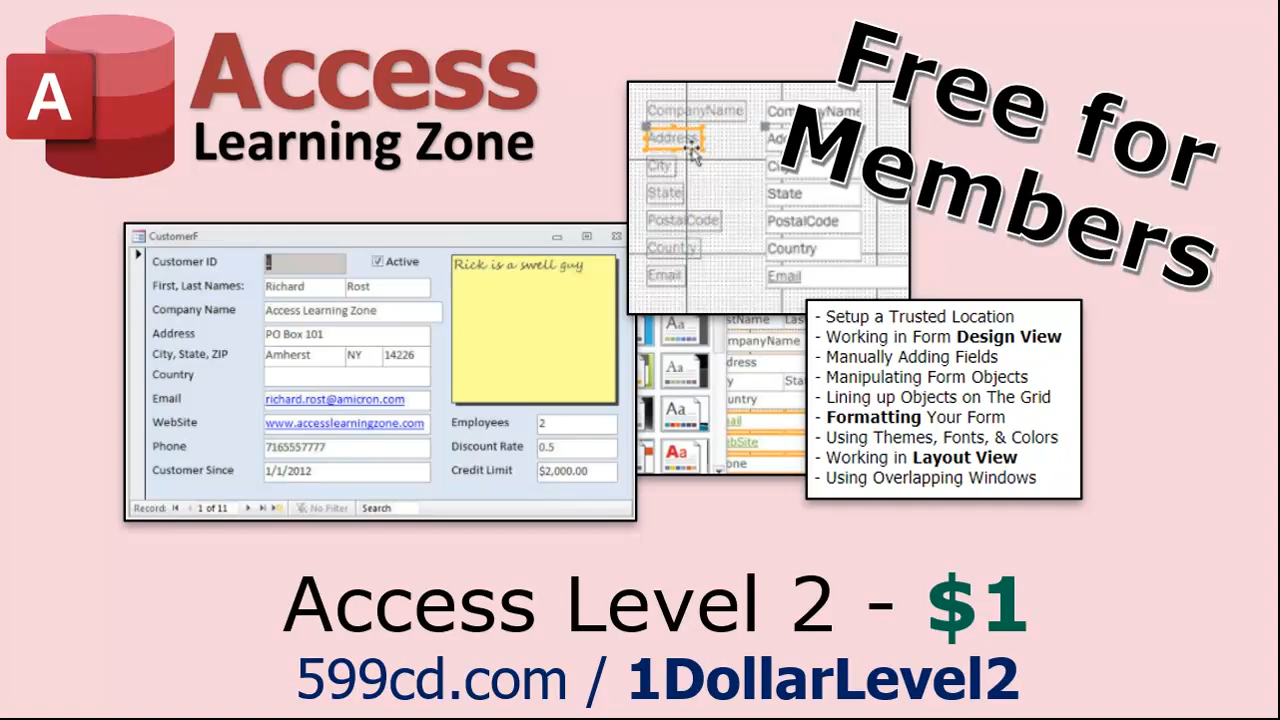 A
Access
Learning Zone
Free for
Members
CustomerF
Customer ID
Active
First, Last Names: Richard Rost
Company Name Access Learning Zone
Address PO Box 101
City, State, ZIP Amherst NY 14226
Country
Email richard.rost@amicron.com
WebSite www.accesslearningzone.com
Phone 7165557777
Customer Since 1/1/2012
Rick is a swell guy
Employees 2
Discount Rate 0.5
Credit Limit $2,000.00
Record: 1 of 11 No Filter Search
CompanyName CompanyName
Address
City
State State
PostalCode PostalCode
Country Country
Email Email
Aa
Aa
Aa
Aa
- Setup a Trusted Location
- Working in Form Design View
- Manually Adding Fields
- Manipulating Form Objects
- Lining up Objects on The Grid
- Formatting Your Form
- Using Themes, Fonts, & Colors
- Working in Layout View
- Using Overlapping Windows
Access Level 2 - $1
599cd.com / 1DollarLevel2